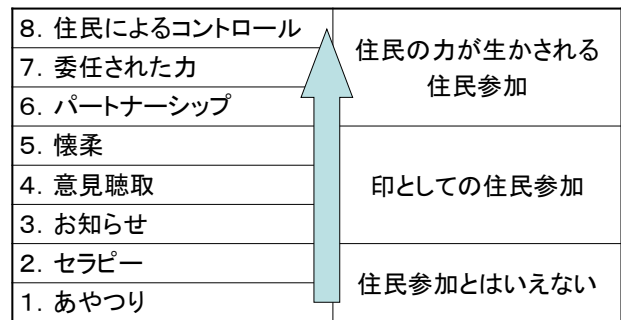 8. 住民によるコントロール
7. 委任された力
6. パートナーシップ
住民の力が生かされる
住民参加
5. 懐柔
4. 意見聴取
3. お知らせ
印としての住民参加
2. セラピー
1. あやつり
住民参加とはいえない